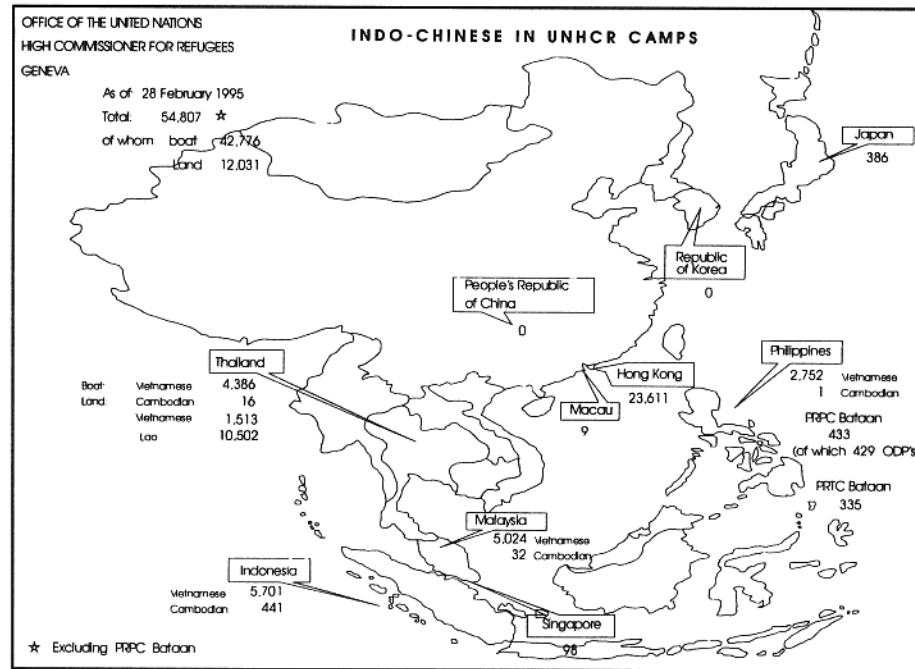 OFFICE OF THE UNITED NATIONS
HIGH COMMISSIONER FOR REFUGEES
GENEVA
INDO-CHINESE IN UNHCR CAMPS
As of 28 February 1995
Total: 54,807 ☆
of whom boat 42,776
Land 12,031
Japan
386
Republic
of Korea
0
People's Republic
of China
0
Thailand
Boat: Vietnamese 4,386
Land: Cambodian 16
Vietnamese 1,513
Lao 10,502
Hong Kong
23,611
Macau
9
Philippines
2,752 Vietnamese
1 Cambodian
PRPC Bataan
433
(of which 429 ODP's
PRTC Bataan
335
Malaysia
5,024 Vietnamese
32 Cambodian
Indonesia
Vietnamese 5,701
Cambodian 441
Singapore
98
☆ Excluding PRPC Bataan